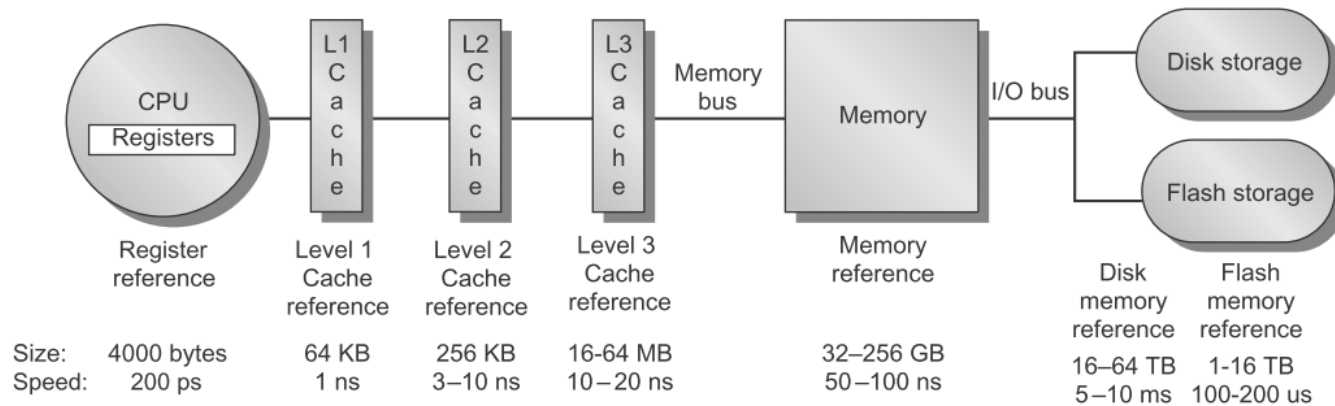 CPU
Registers
L1
C
a
c
h
e
L2
C
a
c
h
e
L3
C
a
c
h
e
Memory
bus
Memory
I/O bus
Disk storage
Flash storage
Register
reference
Level 1
Cache
reference
Level 2
Cache
reference
Level 3
Cache
reference
Memory
reference
Disk
memory
reference
Flash
memory
reference
Size: 4000 bytes 64 KB 256 KB 16-64 MB 32–256 GB 16–64 TB 1-16 TB
Speed: 200 ps 1 ns 3–10 ns 10–20 ns 50–100 ns 5–10 ms 100-200 us